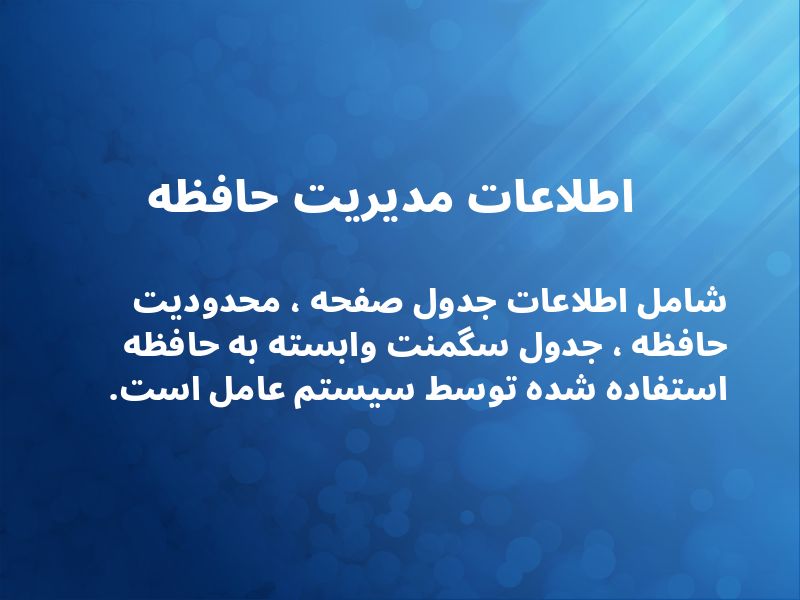 اطلاعات مدیریت حافظه
شامل اطلاعات جدول صفحه ، محدودیت
حافظه ، جدول سگمنت وابسته به حافظه
استفاده شده توسط سیستم عامل است.